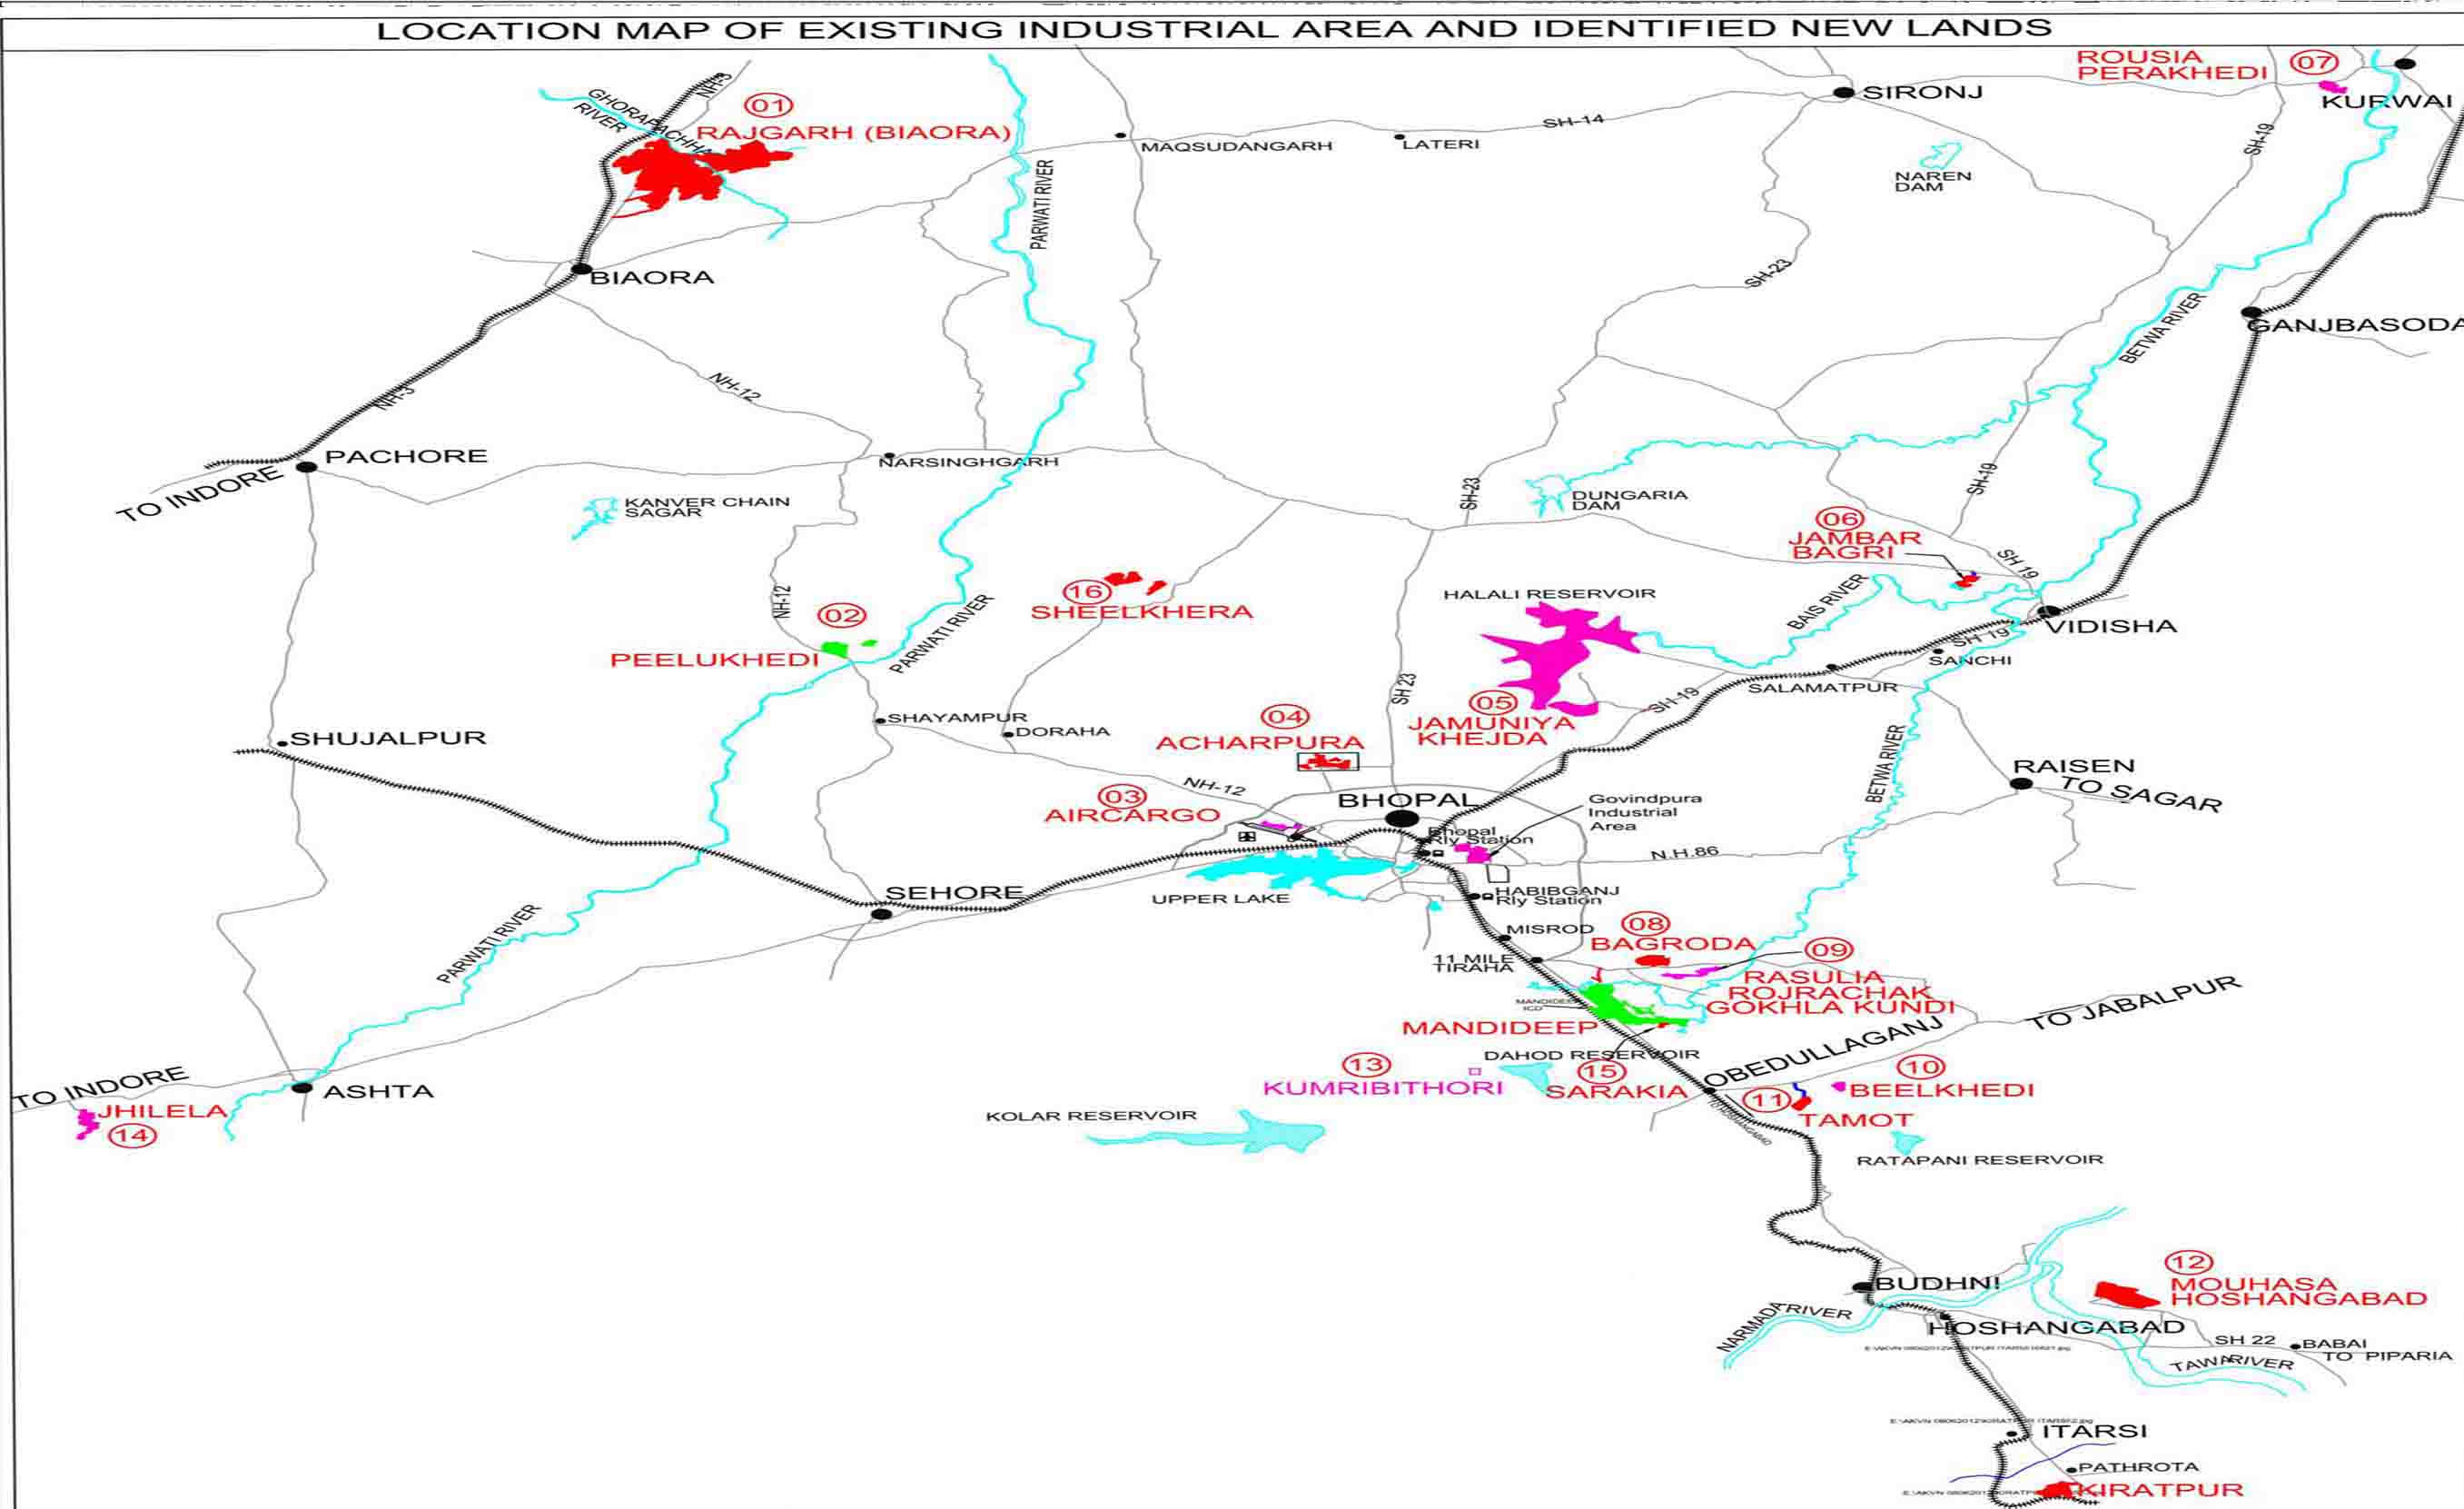 LOCATION MAP OF EXISTING INDUSTRIAL AREA AND IDENTIFIED NEW LANDS
ROUSIA
PERAKHEDI
07
KURWAI
SIRONJ
NH-3
GHORAPACHHA
RIVER
01
RAJGARH (BIAORA)
MAQSUDANGARH
LATERI
SH-14
SH-19
NAREN
DAM
PARWATI RIVER
BIAORA
SH-23
BETWA RIVER
GANJBASODA
NH-3
NH-12
PACHORE
TO INDORE
NARSINGHGARH
KANVER CHAIN
SAGAR
SH-23
DUNGARIA
DAM
SH-19
06
JAMBAR
BAGRI
SH 19
NH-12
02
PEELUKHEDI
PARWATI RIVER
16
SHEELKHERA
HALALI RESERVOIR
BAIS RIVER
VIDISHA
SH 19
SANCHI
SALAMATPUR
SH 23
SH-19
05
JAMUNIYA
KHEJDA
04
ACHARPURA
SHAYAMPUR
DORAHA
SHUJALPUR
NH-12
03
AIRCARGO
BHOPAL
Bhopal
Rly Station
Govindpura
Industrial
Area
BETWA RIVER
RAISEN
TO SAGAR
N.H.86
UPPER LAKE
HABIBGANJ
Rly Station
SEHORE
PARWATI RIVER
MISROD
11 MILE
TIRAHA
08
BAGRODA
09
RASULIA
ROJRACHAK
GOKHLA KUNDI
MANDIDEEP
ICD
MANDIDEEP
TO JABALPUR
OBEDULLAGANJ
DAHOD RESERVOIR
15
SARAKIA
13
KUMRIBITHORI
10
BEELKHEDI
11
TAMOT
TO HOSHANGABAD
KOLAR RESERVOIR
RATAPANI RESERVOIR
TO INDORE
ASHTA
JHILELA
14
BUDHNI
NARMADA RIVER
HOSHANGABAD
12
MOUHASA
HOSHANGABAD
SH 22
BABAI
TO PIPARIA
TAWA RIVER
ITARSI
PATHROTA
KIRATPUR